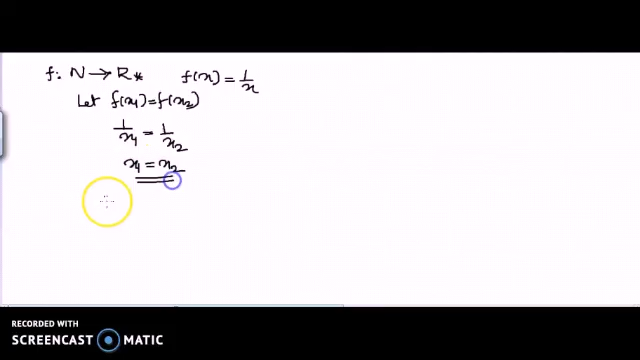 f: N → R* f(x) = 1/x
Let f(x₁) = f(x₂)
1/x₁ = 1/x₂
x₁ = x₂
RECORDED WITH
SCREENCAST MATIC